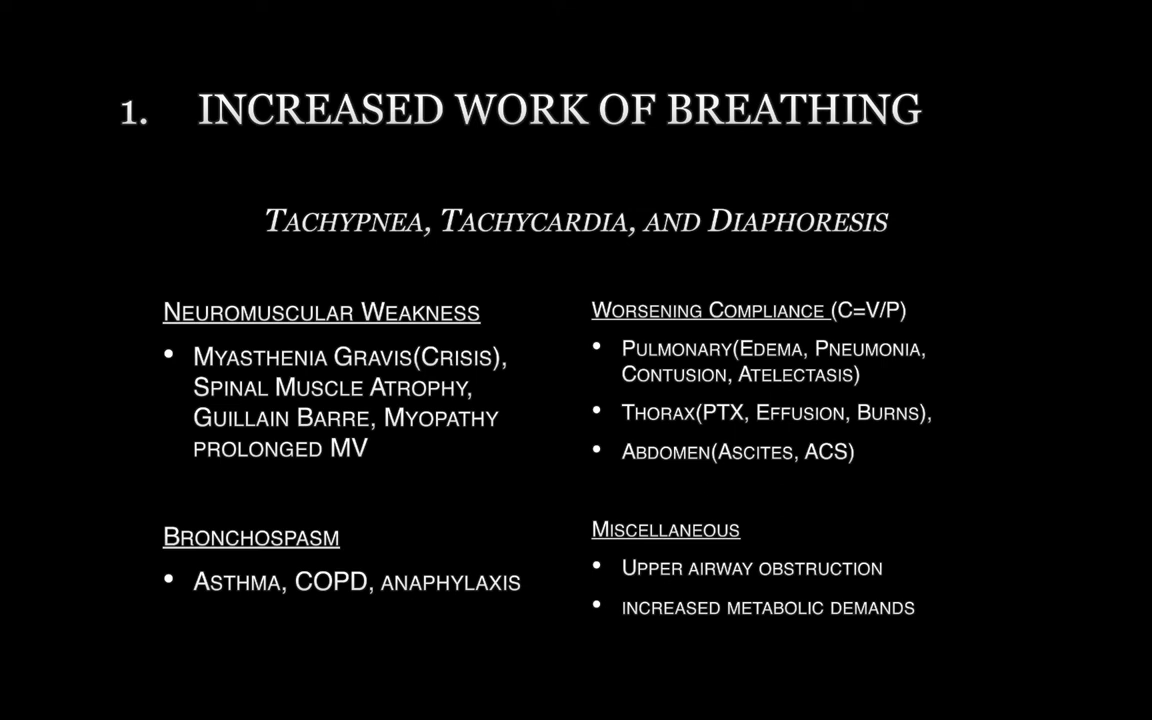 1. INCREASED WORK OF BREATHING
TACHYPNEA, TACHYCARDIA, AND DIAPHORESIS
NEUROMUSCULAR WEAKNESS
• MYASTHENIA GRAVIS(CRISIS),
SPINAL MUSCLE ATROPHY,
GUILLAIN BARRE, MYOPATHY
PROLONGED MV
BRONCHOSPASM
• ASTHMA, COPD, ANAPHYLAXIS
WORSENING COMPLIANCE (C=V/P)
• PULMONARY(EDEMA, PNEUMONIA,
CONTUSION, ATELECTASIS)
• THORAX(PTX, EFFUSION, BURNS),
• ABDOMEN(ASCITES, ACS)
MISCELLANEOUS
• UPPER AIRWAY OBSTRUCTION
• INCREASED METABOLIC DEMANDS